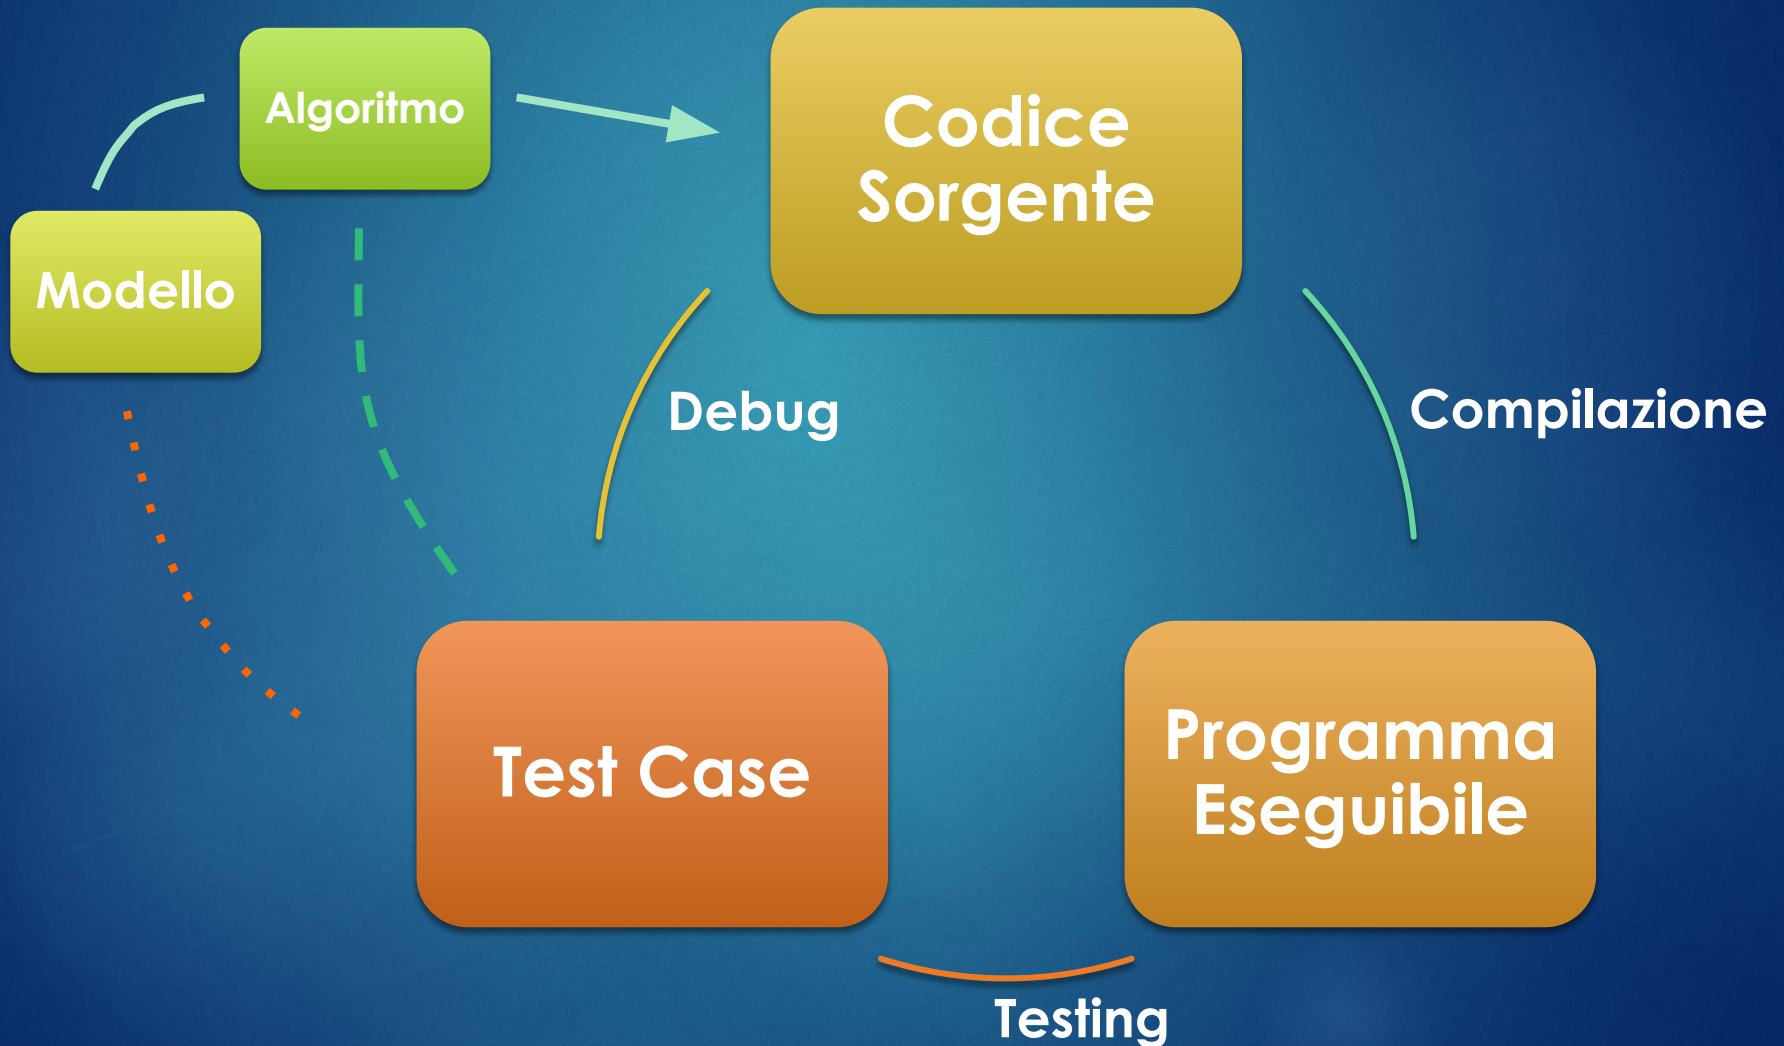 Algoritmo
Codice
Sorgente
Modello
Debug
Compilazione
Test Case
Programma
Eseguibile
Testing